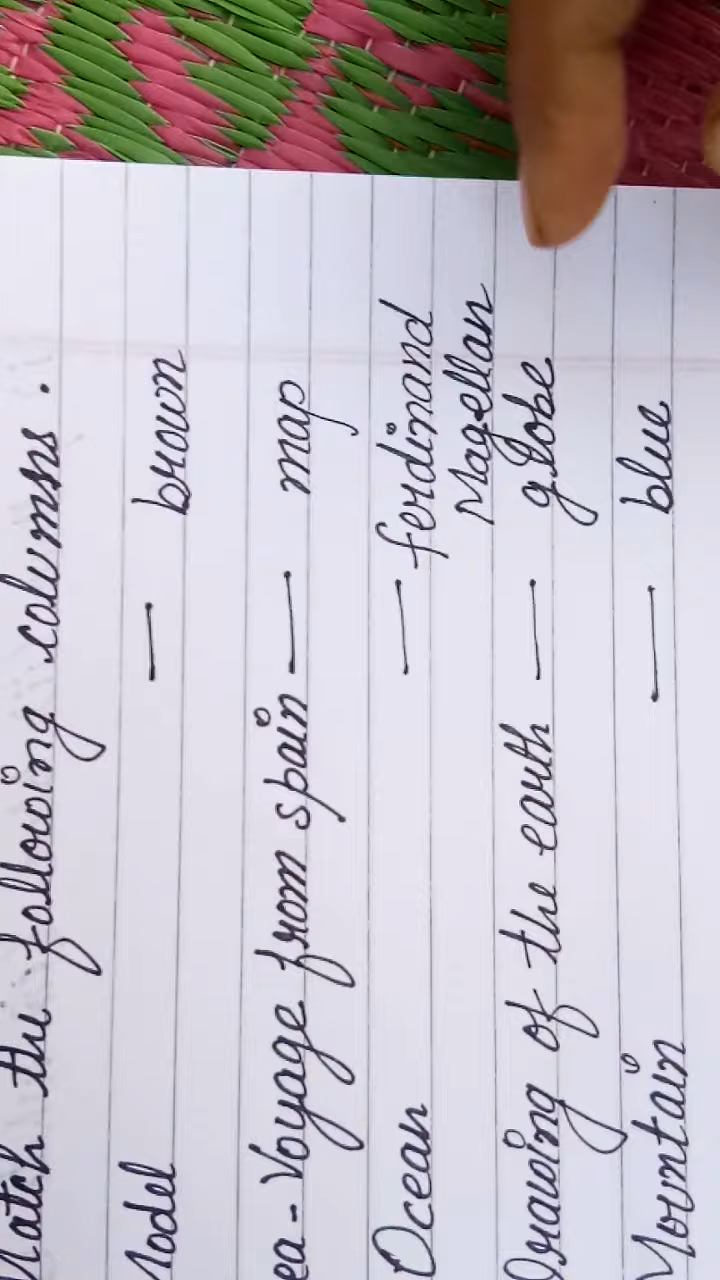 Match the following columns.
Model — brown
Sea-Voyage from spain — map
Ocean — ferdinand
Magellan
Drawing of the earth — globe
Mountain — blue